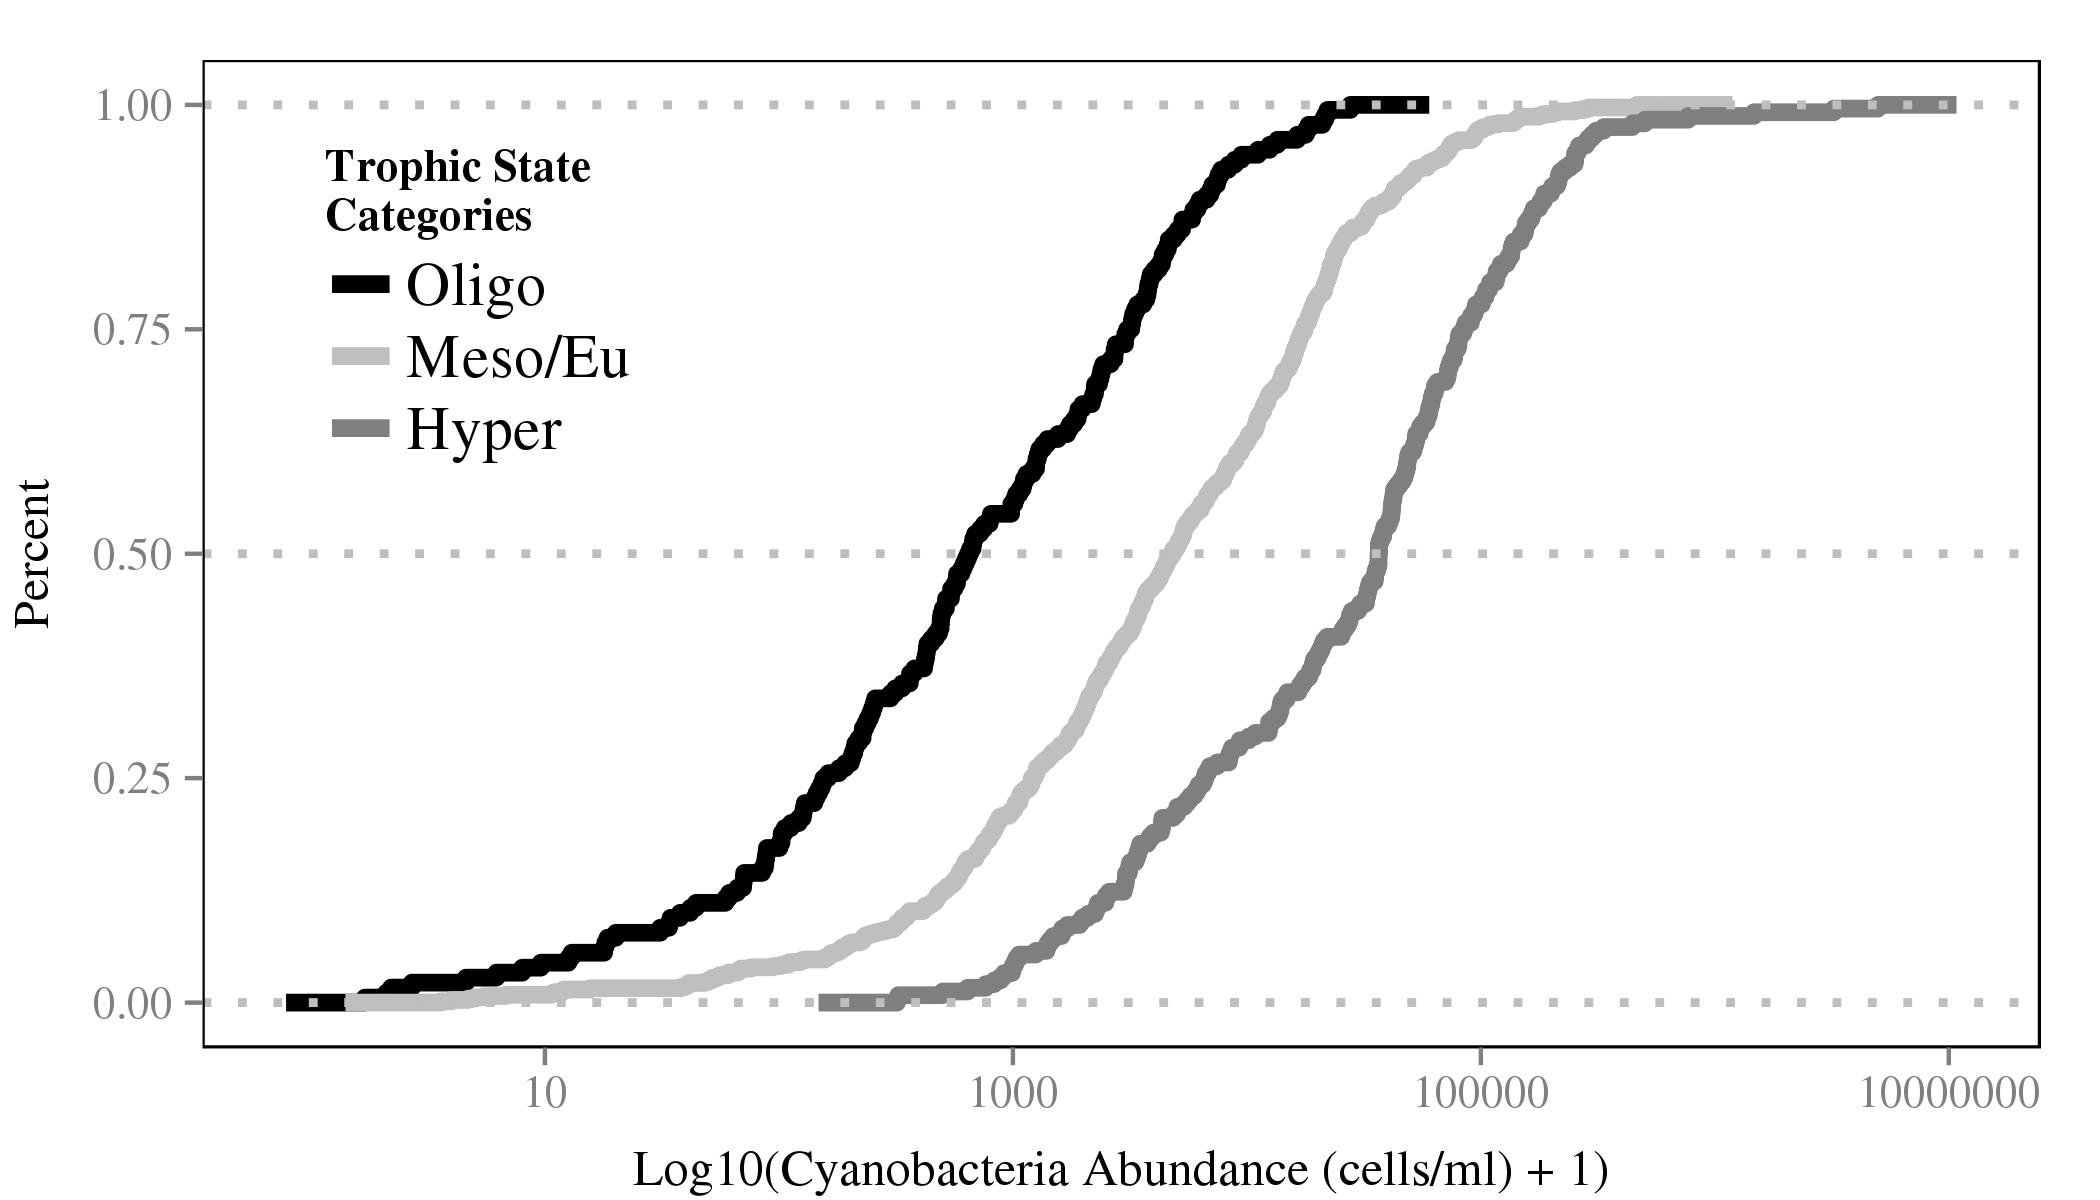 1.00
0.75
0.50
0.25
0.00
Percent
Trophic State
Categories
Oligo
Meso/Eu
Hyper
10
1000
100000
10000000
Log10(Cyanobacteria Abundance (cells/ml) + 1)